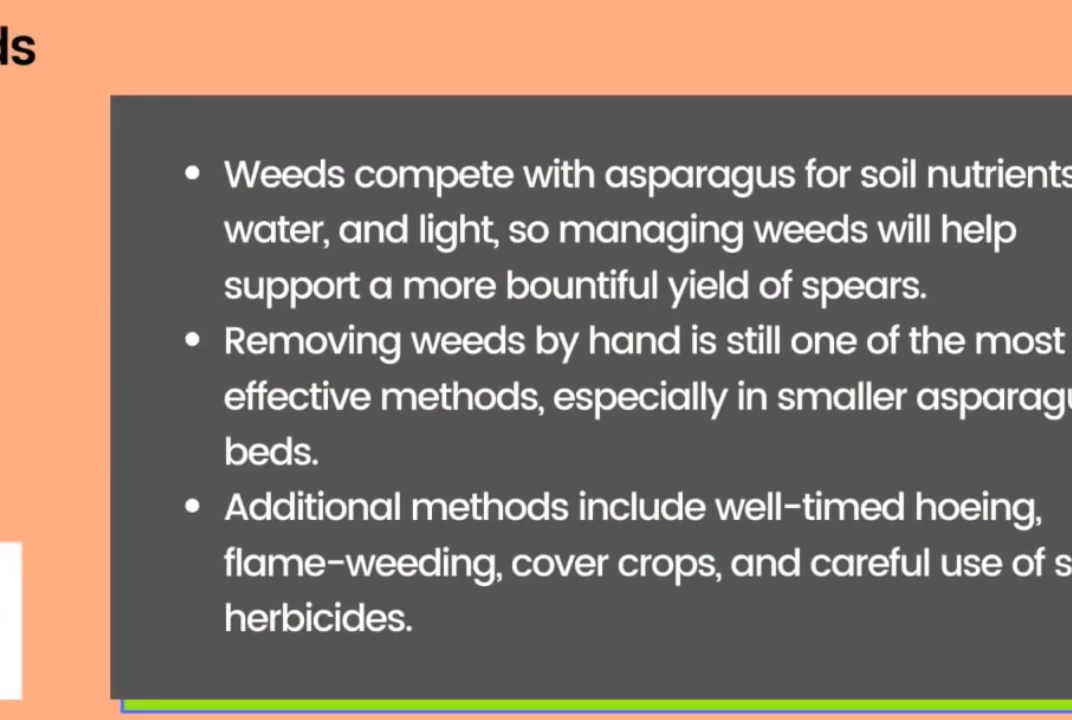 ds
• Weeds compete with asparagus for soil nutrients
water, and light, so managing weeds will help
support a more bountiful yield of spears.
• Removing weeds by hand is still one of the most
effective methods, especially in smaller asparagu
beds.
• Additional methods include well-timed hoeing,
flame-weeding, cover crops, and careful use of s
herbicides.